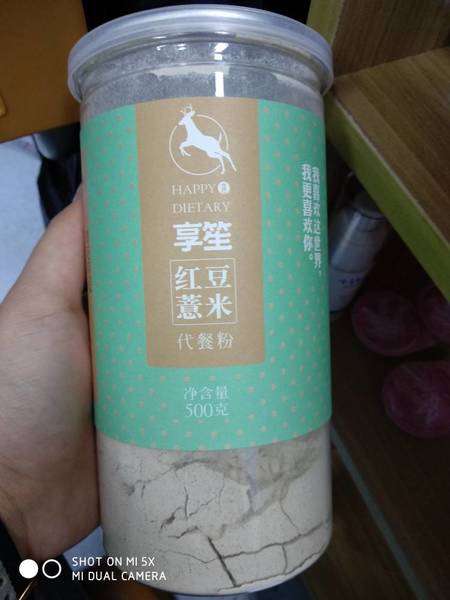 HAPPY
DIETARY
享笙
红豆
薏米
代餐粉
净含量
500克
我喜欢这世界，
我更喜欢你。
SHOT ON MI 5X
MI DUAL CAMERA